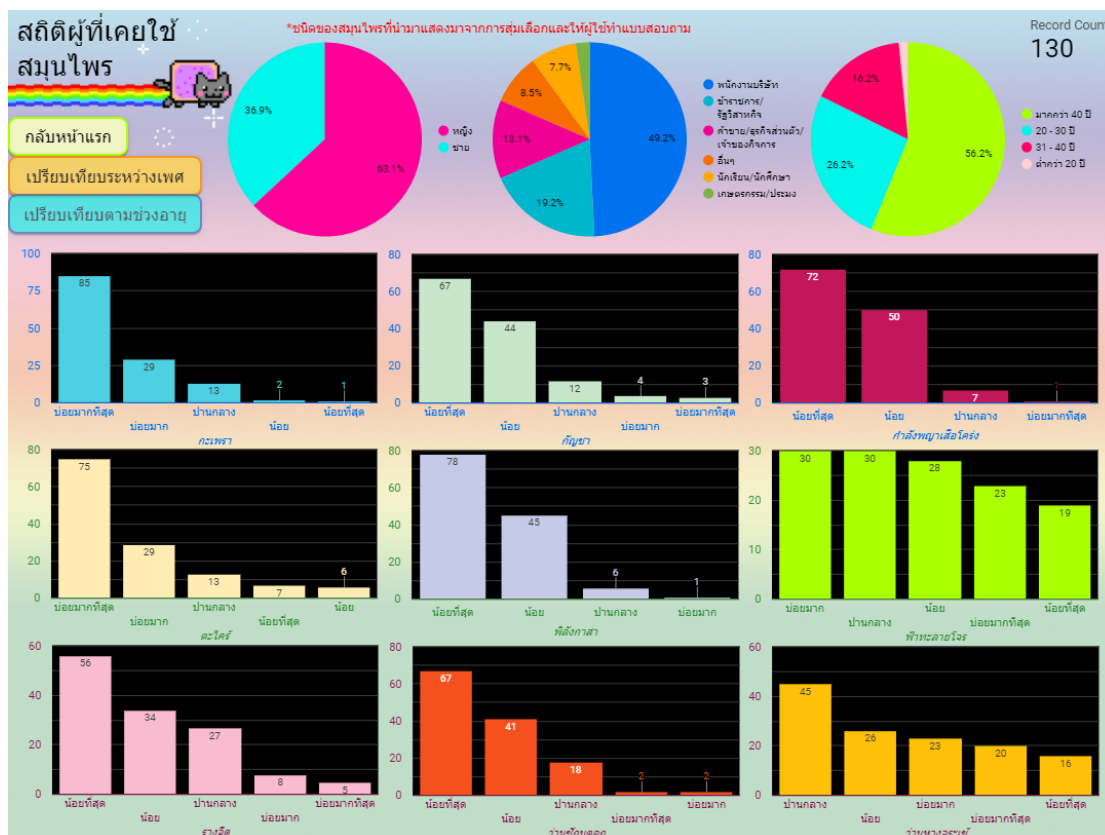 สถิติผู้ที่เคยใช้
สมุนไพร
*ชนิดของสมุนไพรที่นำมาแสดงมาจากการสุ่มเลือกและให้ผู้ใช้ทำแบบสอบถาม
Record Count
130
กลับหน้าแรก
เปรียบเทียบระหว่างเพศ
เปรียบเทียบตามช่วงอายุ
36.9%
63.1%
หญิง
ชาย
7.7%
8.5%
13.1%
19.2%
49.2%
พนักงานบริษัท
ข้าราชการ/
รัฐวิสาหกิจ
ค้าขาย/ธุรกิจส่วนตัว/
เจ้าของกิจการ
อื่นๆ
นักเรียน/นักศึกษา
เกษตรกรรม/ประมง
16.2%
26.2%
56.2%
มากกว่า 40 ปี
20 - 30 ปี
31 - 40 ปี
ต่ำกว่า 20 ปี
100
75
50
25
0
85
29
13
2
1
บ่อยมากที่สุด
บ่อยมาก
ปานกลาง
น้อย
น้อยที่สุด
กะเพรา
80
60
40
20
0
67
44
12
4
3
น้อยที่สุด
น้อย
ปานกลาง
บ่อยมาก
บ่อยมากที่สุด
กัญชา
80
60
40
20
0
72
50
7
1
น้อยที่สุด
น้อย
ปานกลาง
บ่อยมากที่สุด
กำลังพญาเสือโคร่ง
80
60
40
20
0
75
29
13
7
6
บ่อยมากที่สุด
บ่อยมาก
ปานกลาง
น้อยที่สุด
น้อย
ตะไคร้
80
60
40
20
0
78
45
6
1
น้อยที่สุด
น้อย
ปานกลาง
บ่อยมาก
พิลังกาสา
30
20
10
0
30
30
28
23
19
บ่อยมาก
ปานกลาง
น้อย
บ่อยมากที่สุด
น้อยที่สุด
ฟ้าทะลายโจร
60
40
20
0
56
34
27
8
5
น้อยที่สุด
น้อย
ปานกลาง
บ่อยมาก
บ่อยมากที่สุด
รางจืด
80
60
40
20
0
67
41
18
2
2
น้อยที่สุด
น้อย
ปานกลาง
บ่อยมากที่สุด
บ่อยมาก
ว่านชักมดลูก
60
40
20
0
45
26
23
20
16
ปานกลาง
น้อย
บ่อยมาก
บ่อยมากที่สุด
น้อยที่สุด
ว่านหางจระเข้